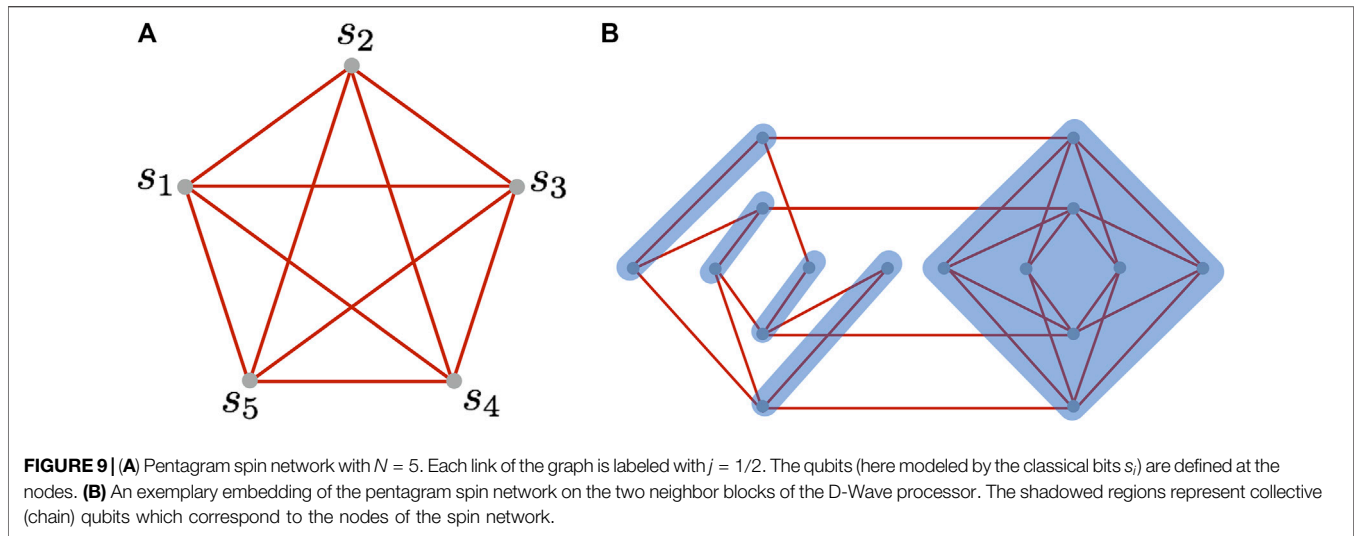 A
B
s2
s1
s3
s5
s4
FIGURE 9 | (A) Pentagram spin network with N = 5. Each link of the graph is labeled with j = 1/2. The qubits (here modeled by the classical bits si) are defined at the
nodes. (B) An exemplary embedding of the pentagram spin network on the two neighbor blocks of the D-Wave processor. The shadowed regions represent collective
(chain) qubits which correspond to the nodes of the spin network.